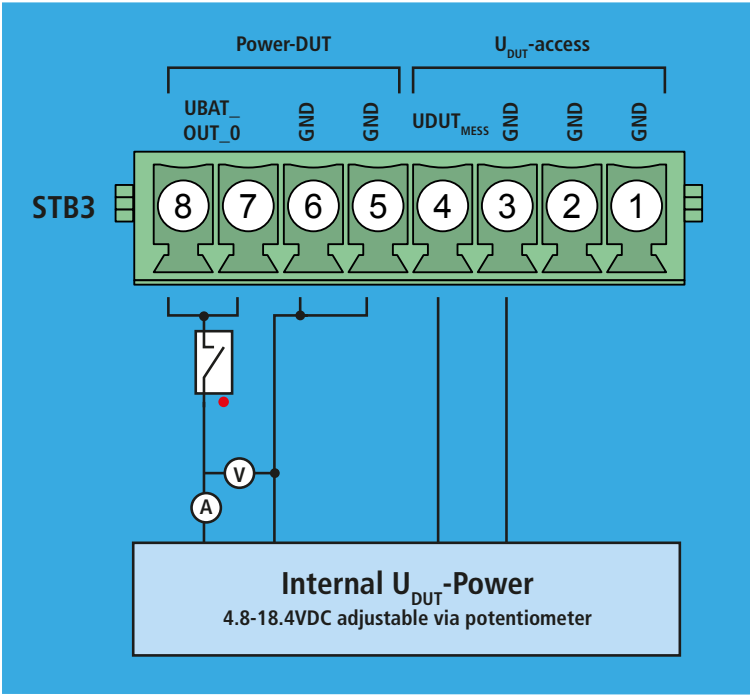 Power-DUT
UDUT-access
UBAT_
OUT_0
GND
GND
UDUTMESS
GND
GND
GND
STB3
8
7
6
5
4
3
2
1
V
A
Internal UDUT-Power
4.8-18.4VDC adjustable via potentiometer